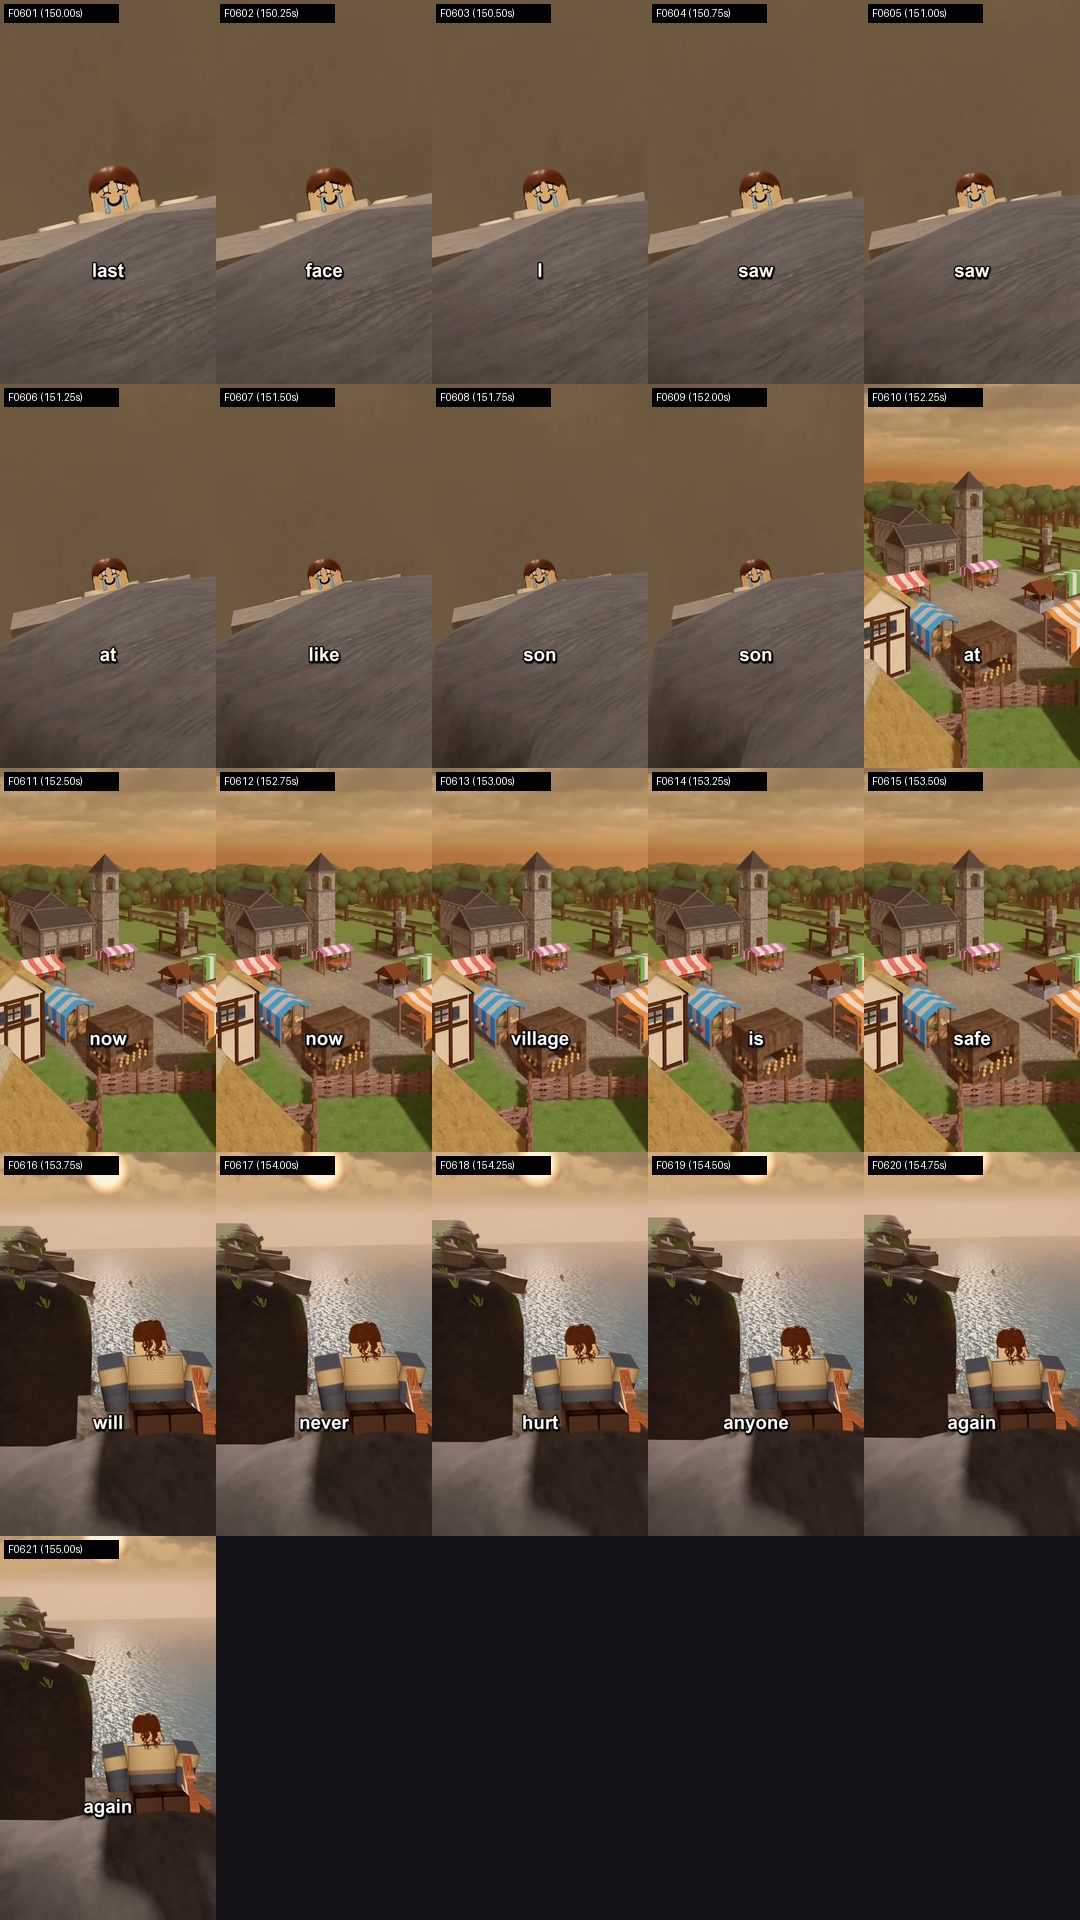 F0601 (150.00s) F0602 (150.25s) F0603 (150.50s) F0604 (150.75s) F0605 (151.00s)
last face I saw saw
F0606 (151.25s) F0607 (151.50s) F0608 (151.75s) F0609 (152.00s) F0610 (152.25s)
at like son son at
F0611 (152.50s) F0612 (152.75s) F0613 (153.00s) F0614 (153.25s) F0615 (153.50s)
now now village is safe
F0616 (153.75s) F0617 (154.00s) F0618 (154.25s) F0619 (154.50s) F0620 (154.75s)
will never hurt anyone again
F0621 (155.00s)
again